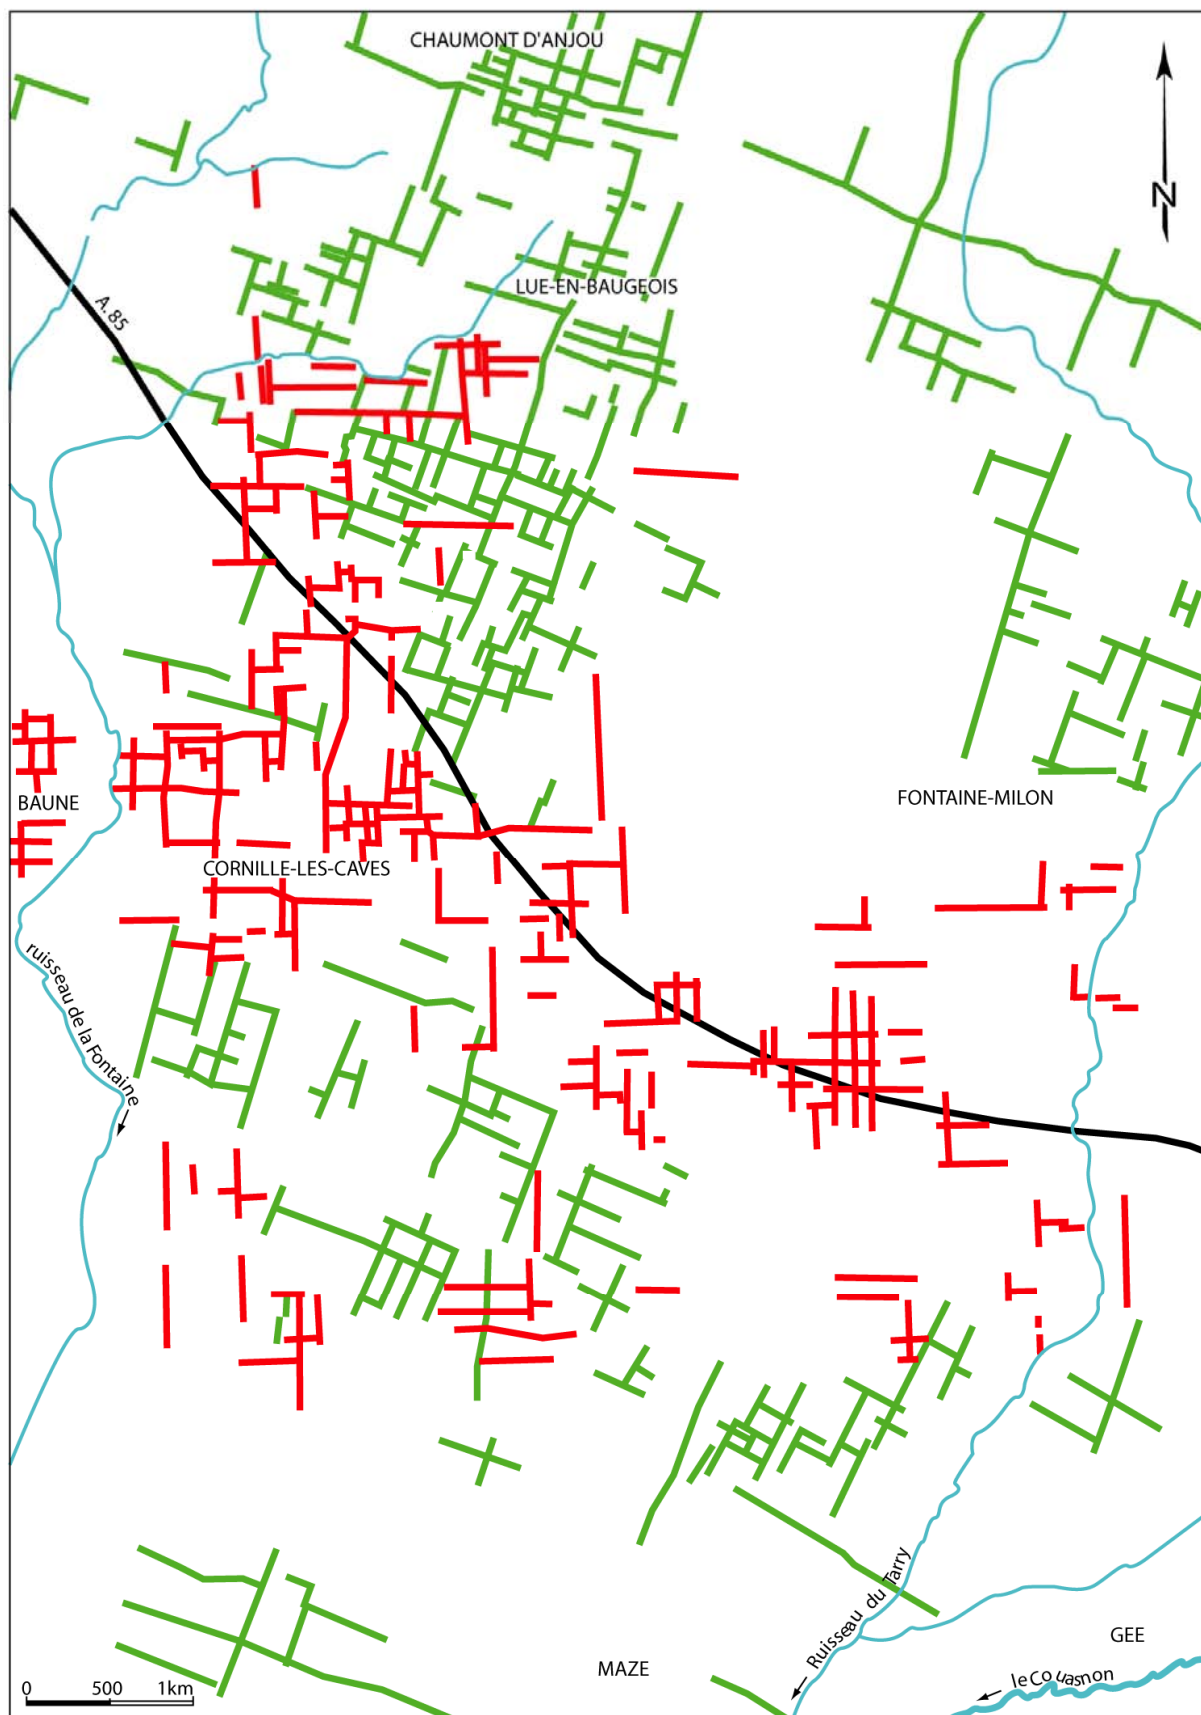 CHAUMONT D'ANJOU
N
LUE-EN-BAUGEOIS
A. 85
BAUNE
FONTAINE-MILON
CORNILLE-LES-CAVES
ruisseau de la Fontaine
Ruisseau du Tarry
GEE
MAZE
le Couasnon
0 500 1km